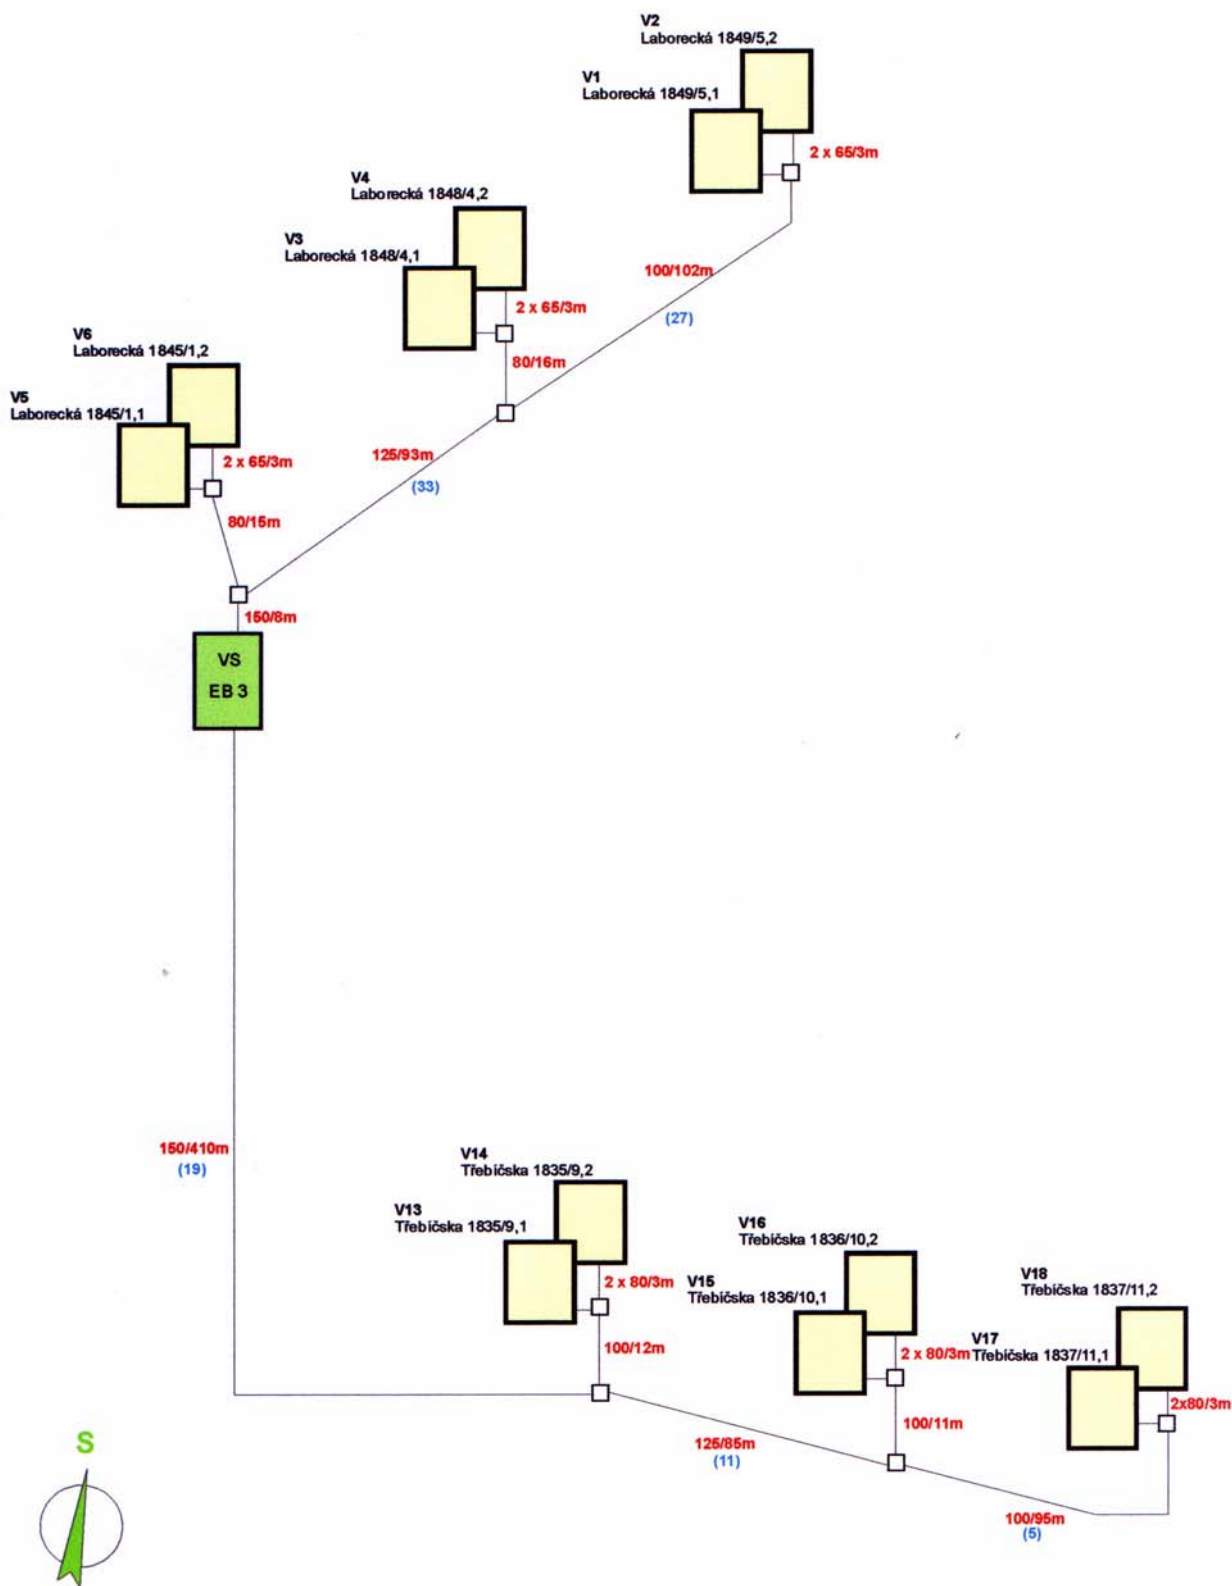 V2
Laborecká 1849/5,2
V1
Laborecká 1849/5,1
2 x 65/3m
V4
Laborecká 1848/4,2
V3
Laborecká 1848/4,1
100/102m
2 x 65/3m
(27)
V6
Laborecká 1845/1,2
80/16m
V5
Laborecká 1845/1,1
125/93m
2 x 65/3m
(33)
80/15m
150/8m
VS
EB 3
150/410m
(19)
V14
Třebíčska 1835/9,2
V13
Třebíčska 1835/9,1
V16
Třebíčska 1836/10,2
2 x 80/3m
V15
Třebíčska 1836/10,1
V18
Třebíčska 1837/11,2
100/12m
2 x 80/3m
V17
Třebíčska 1837/11,1
2x80/3m
100/11m
S
125/85m
(11)
100/95m
(5)